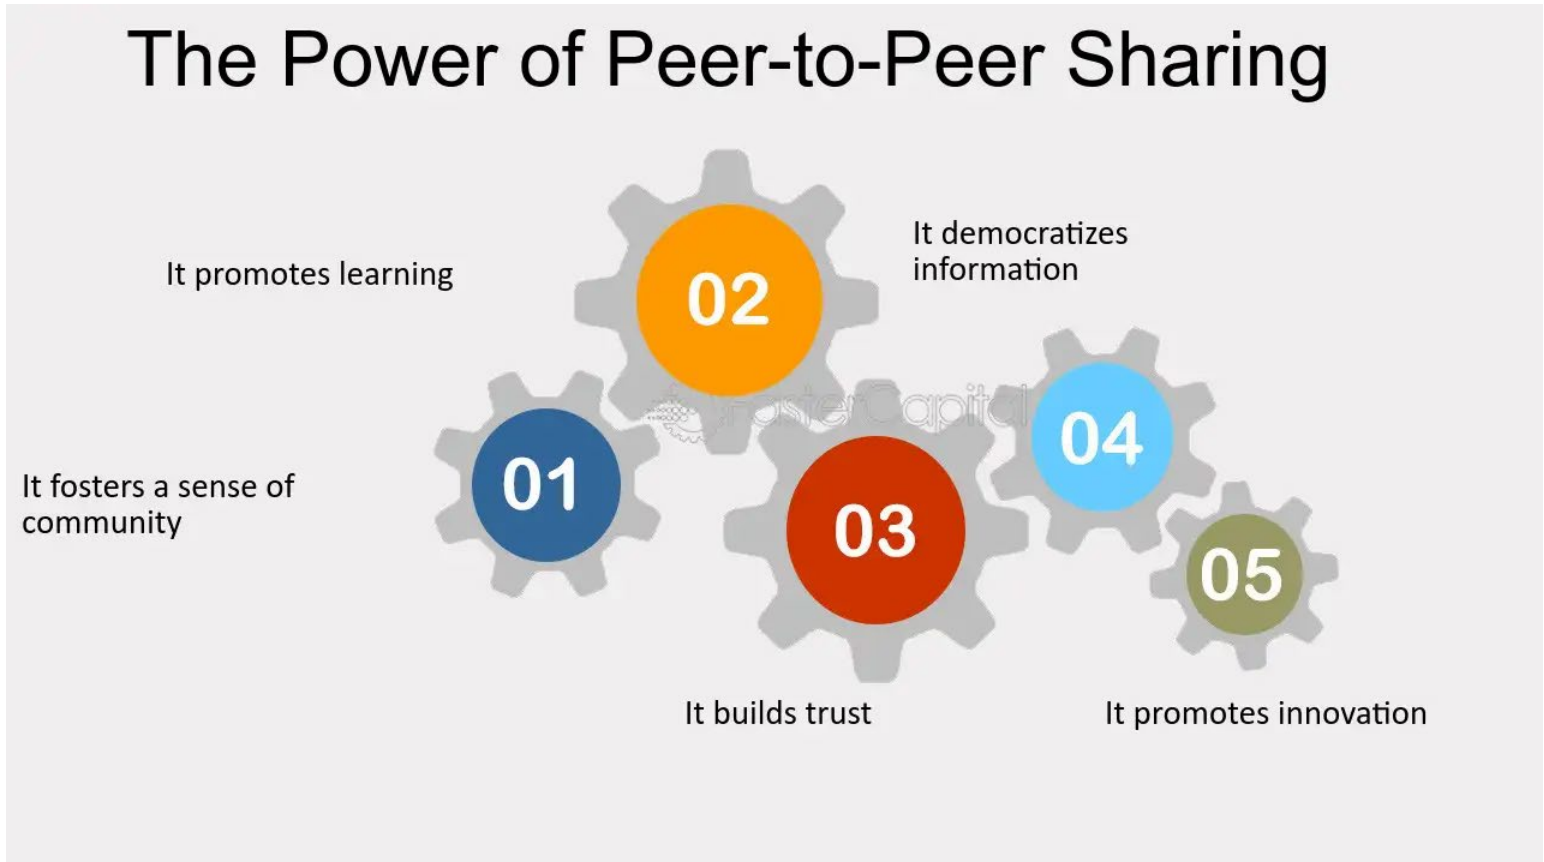 The Power of Peer-to-Peer Sharing
It promotes learning
02
It democratizes
information
FasterCapital
04
01
It fosters a sense of
community
03
05
It builds trust
It promotes innovation